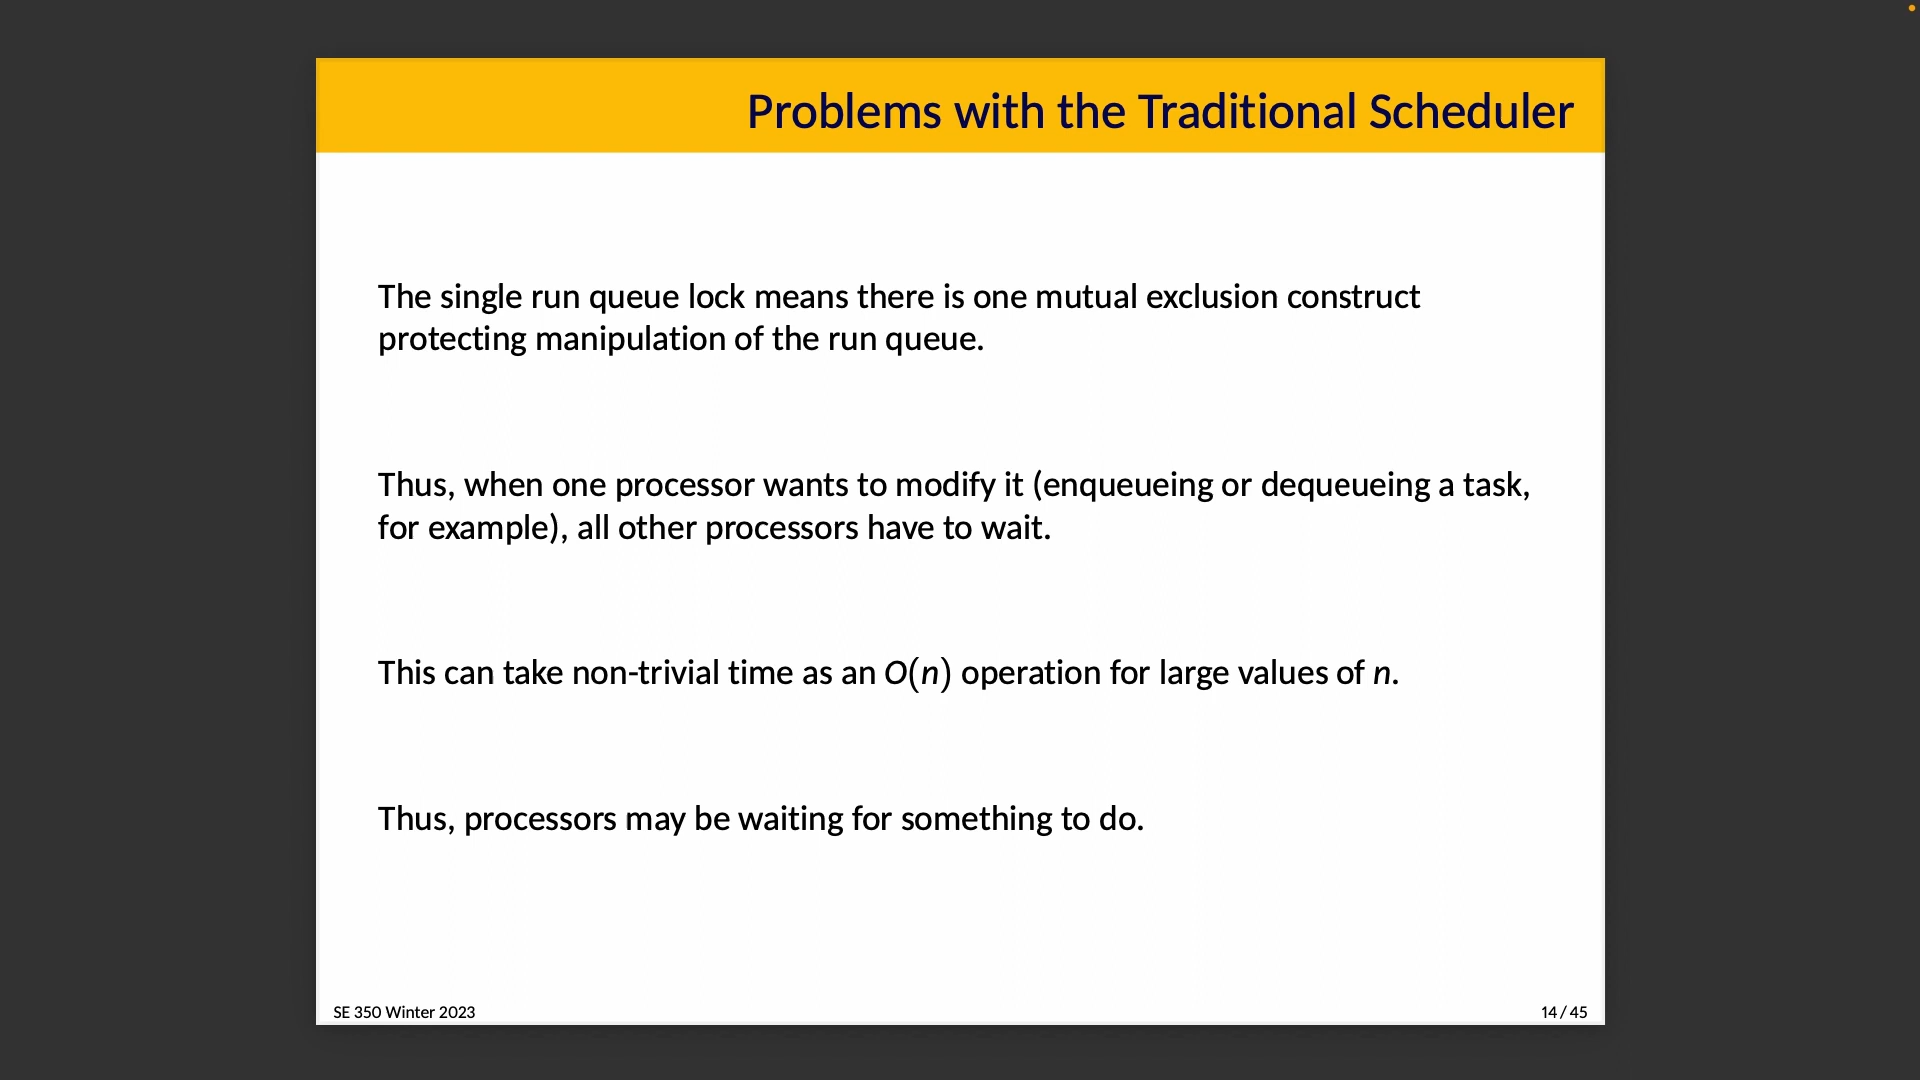 Problems with the Traditional Scheduler
The single run queue lock means there is one mutual exclusion construct
protecting manipulation of the run queue.
Thus, when one processor wants to modify it (enqueueing or dequeueing a task,
for example), all other processors have to wait.
This can take non-trivial time as an O(n) operation for large values of n.
Thus, processors may be waiting for something to do.
SE 350 Winter 2023
14 / 45